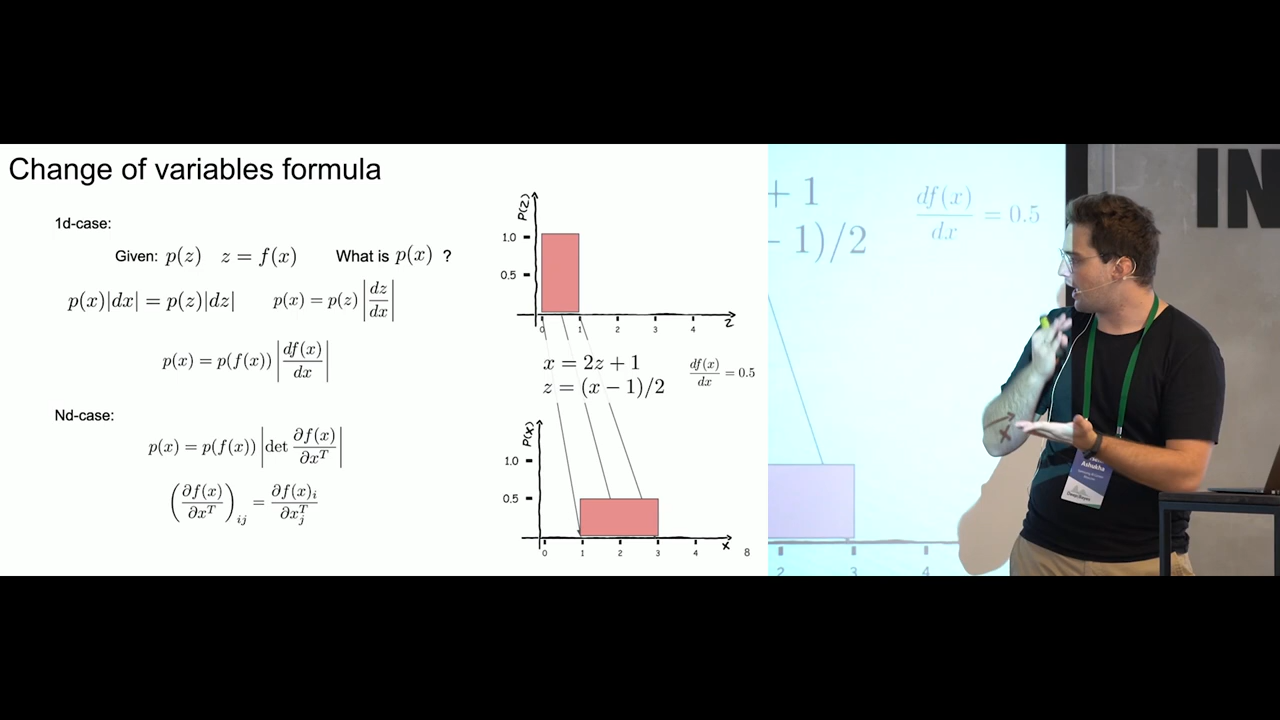 Change of variables formula
1d-case:
Given: p(z) z = f(x) What is p(x) ?
p(x)|dx| = p(z)|dz| p(x) = p(z) |dz/dx|
p(x) = p(f(x)) |df(x)/dx|
Nd-case:
p(x) = p(f(x)) |det ∂f(x)/∂x^T|
(∂f(x)/∂x^T)_ij = ∂f(x)_i/∂x_j^T
P(z)
1.0
0.5
0 1 2 3 4 z
x = 2z + 1
z = (x − 1)/2
df(x)/dx = 0.5
P(x)
1.0
0.5
0 1 2 3 4 x
8
+ 1
− 1)/2
df(x)/dx = 0.5
2 3 4
x
IN
Ashukha